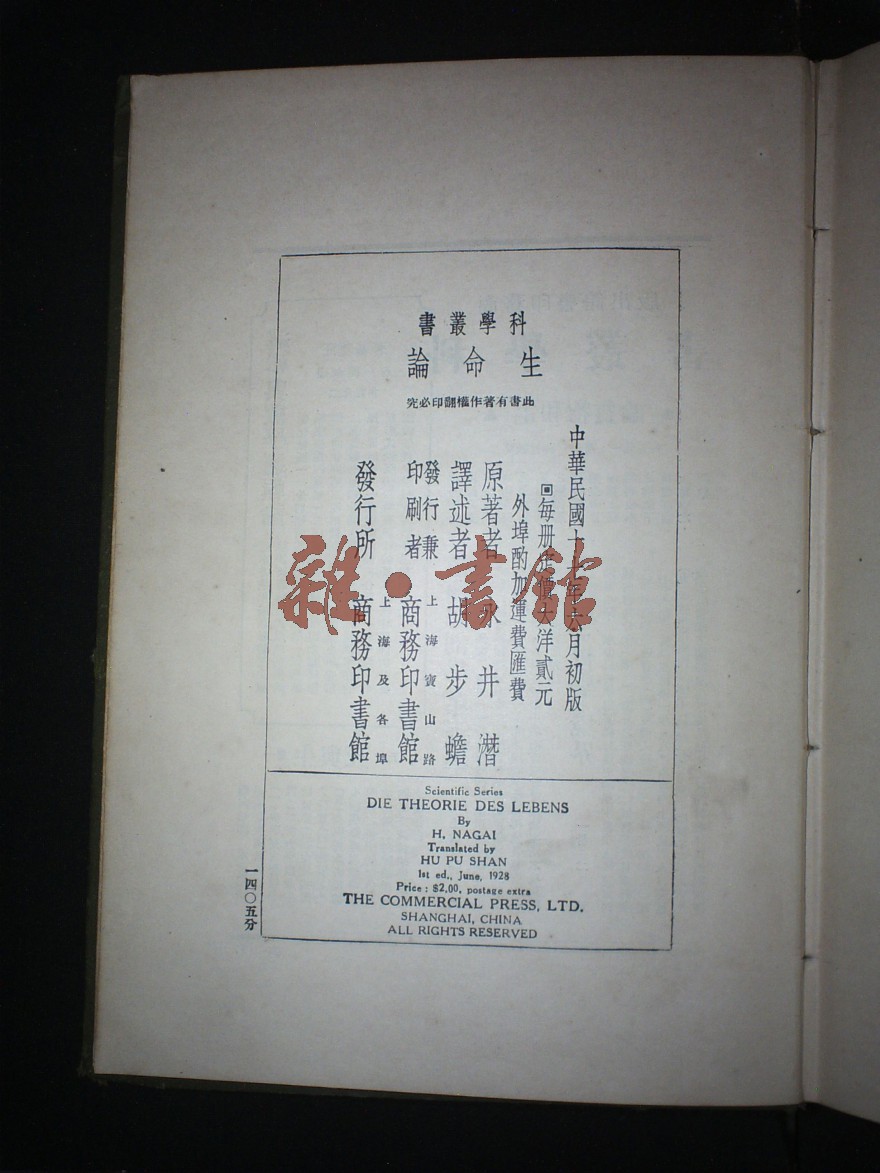 科學叢書
生命論
此書有著作權翻印必究
中華民國十年六月初版
每册定價大洋貳元
外埠酌加運費匯費
原著者 永井潛
譯述者 胡步蟾
發行兼印刷者 上海寶山路 商務印書館
發行所 上海及各埠 商務印書館
Scientific Series
DIE THEORIE DES LEBENS
By
H. NAGAI
Translated by
HU PU SHAN
1st ed., June, 1928
Price : $2,00, postage extra
THE COMMERCIAL PRESS, LTD.
SHANGHAI, CHINA
ALL RIGHTS RESERVED
一四〇五分
雜·書館